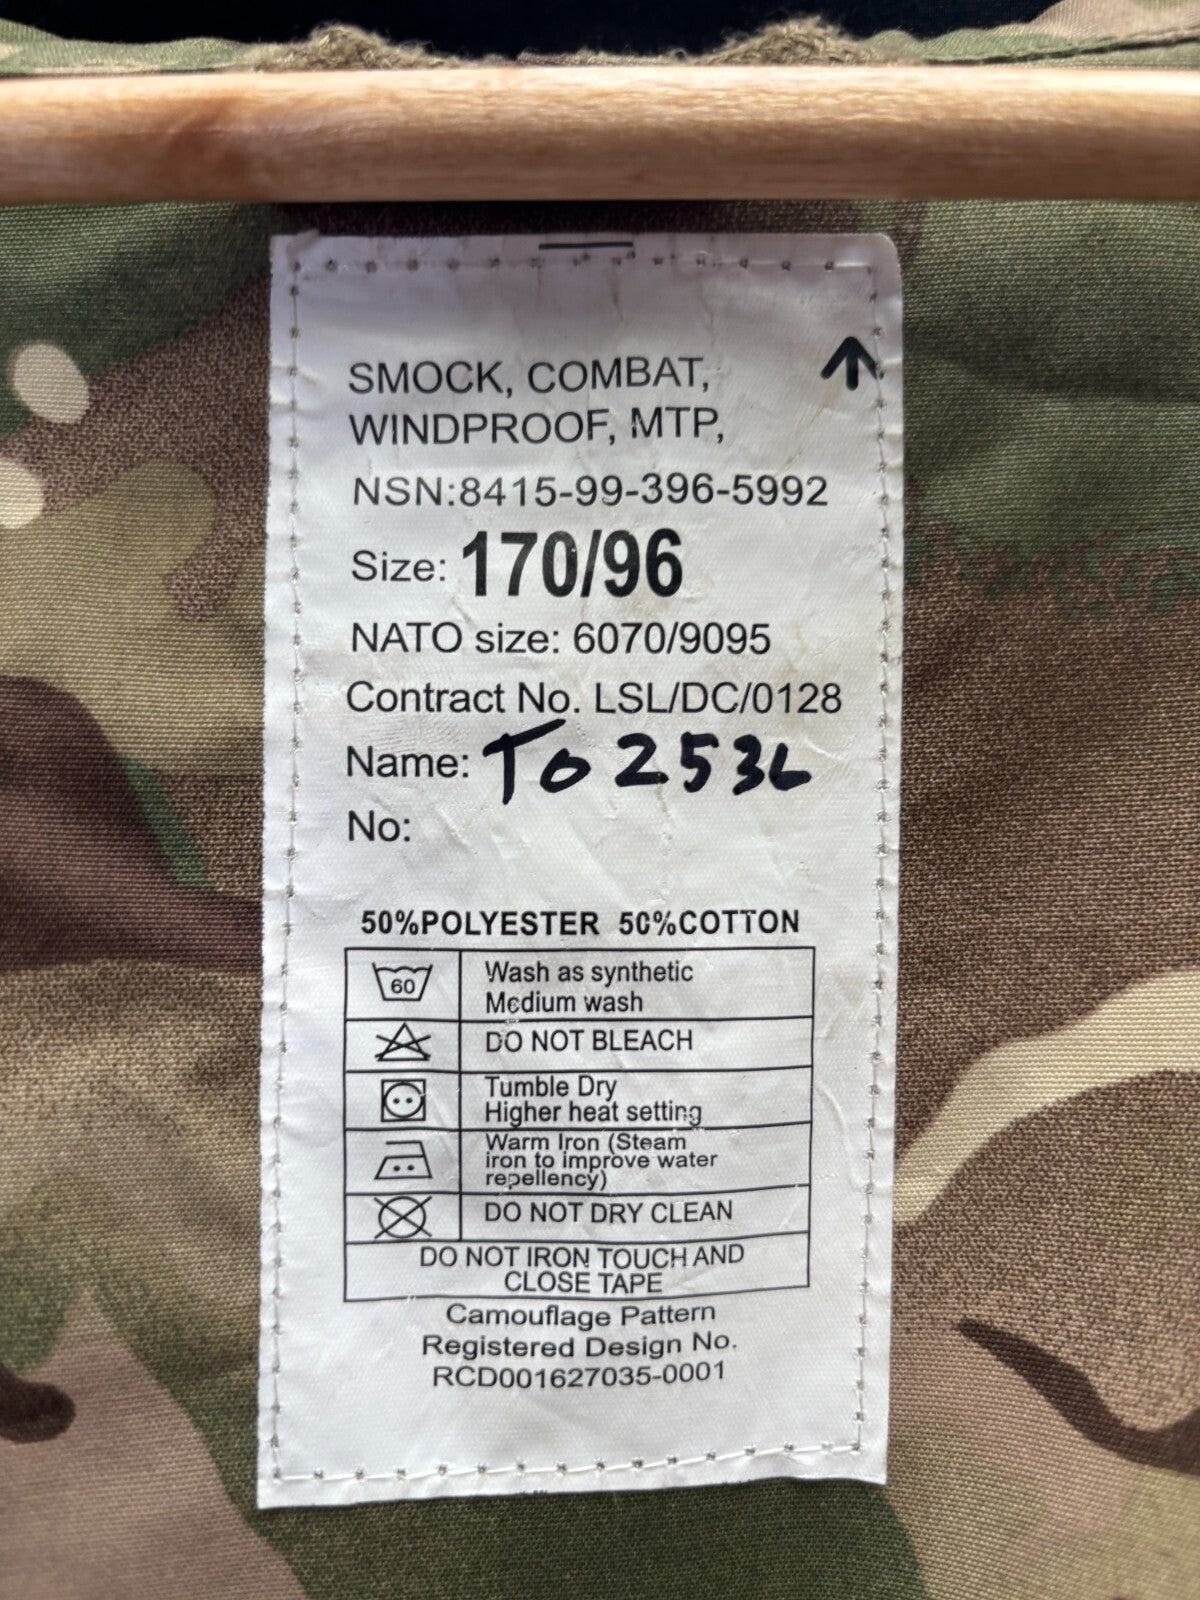 SMOCK, COMBAT,
WINDPROOF, MTP,
NSN:8415-99-396-5992
Size: 170/96
NATO size: 6070/9095
Contract No. LSL/DC/0128
Name: TO253L
No:
50%POLYESTER 50%COTTON
60
Wash as synthetic
Medium wash
DO NOT BLEACH
Tumble Dry
Higher heat setting
Warm Iron (Steam
iron to improve water
repellency)
DO NOT DRY CLEAN
DO NOT IRON TOUCH AND
CLOSE TAPE
Camouflage Pattern
Registered Design No.
RCD001627035-0001